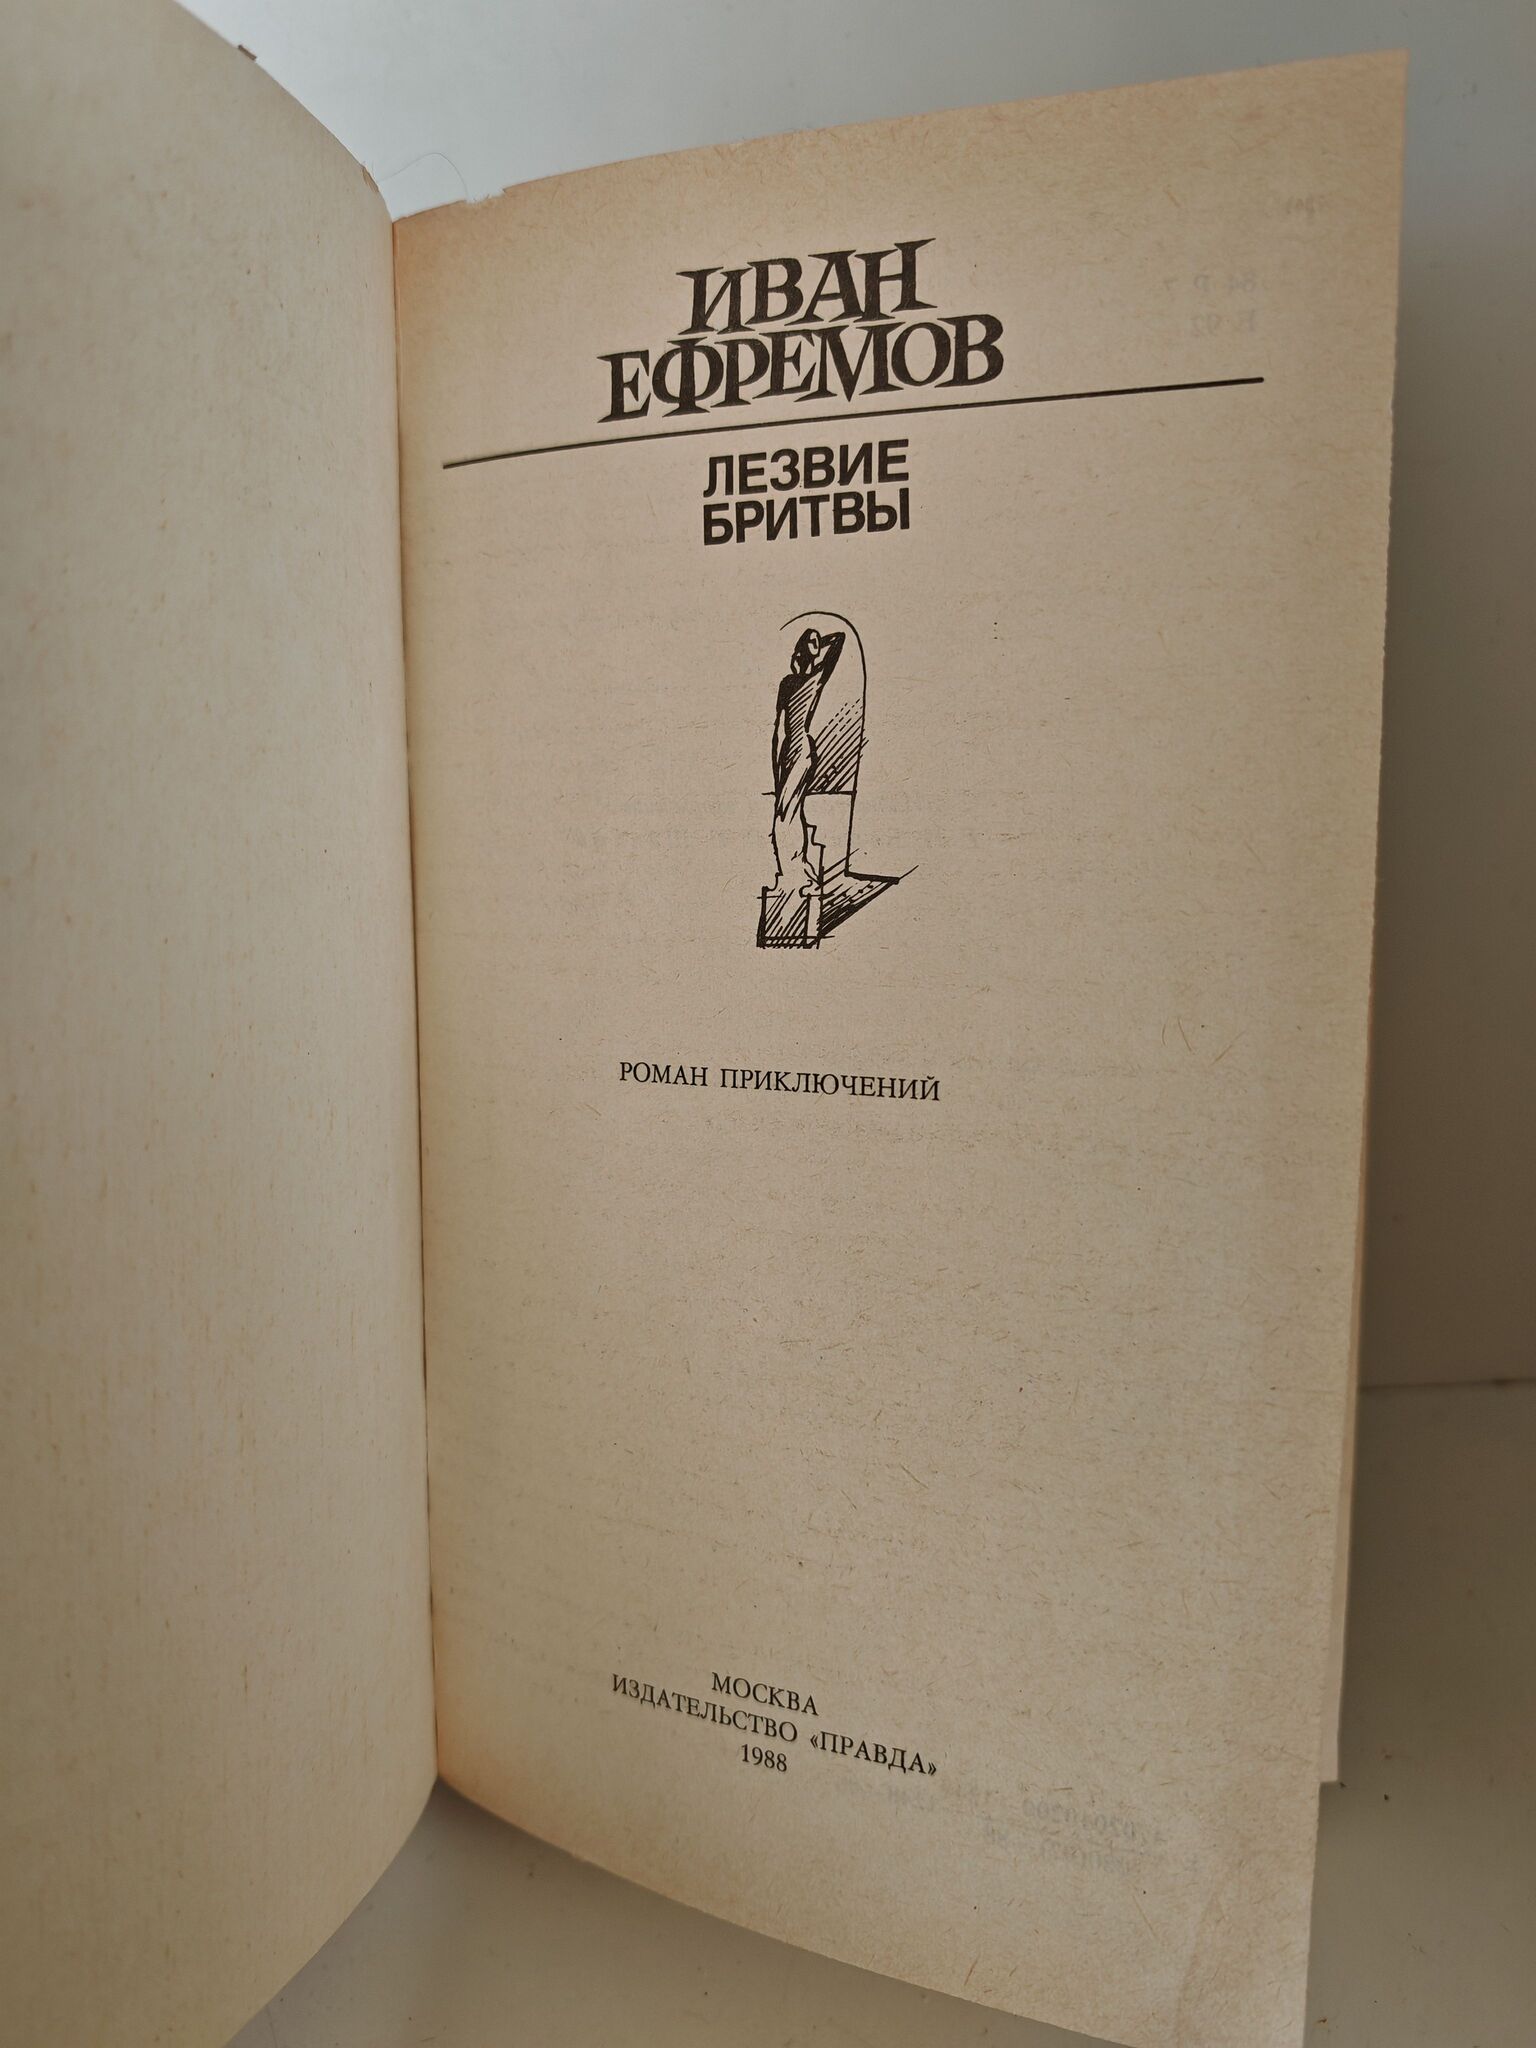 ИВАН
ЕФРЕМОВ
ЛЕЗВИЕ
БРИТВЫ
РОМАН ПРИКЛЮЧЕНИЙ
МОСКВА
ИЗДАТЕЛЬСТВО «ПРАВДА»
1988